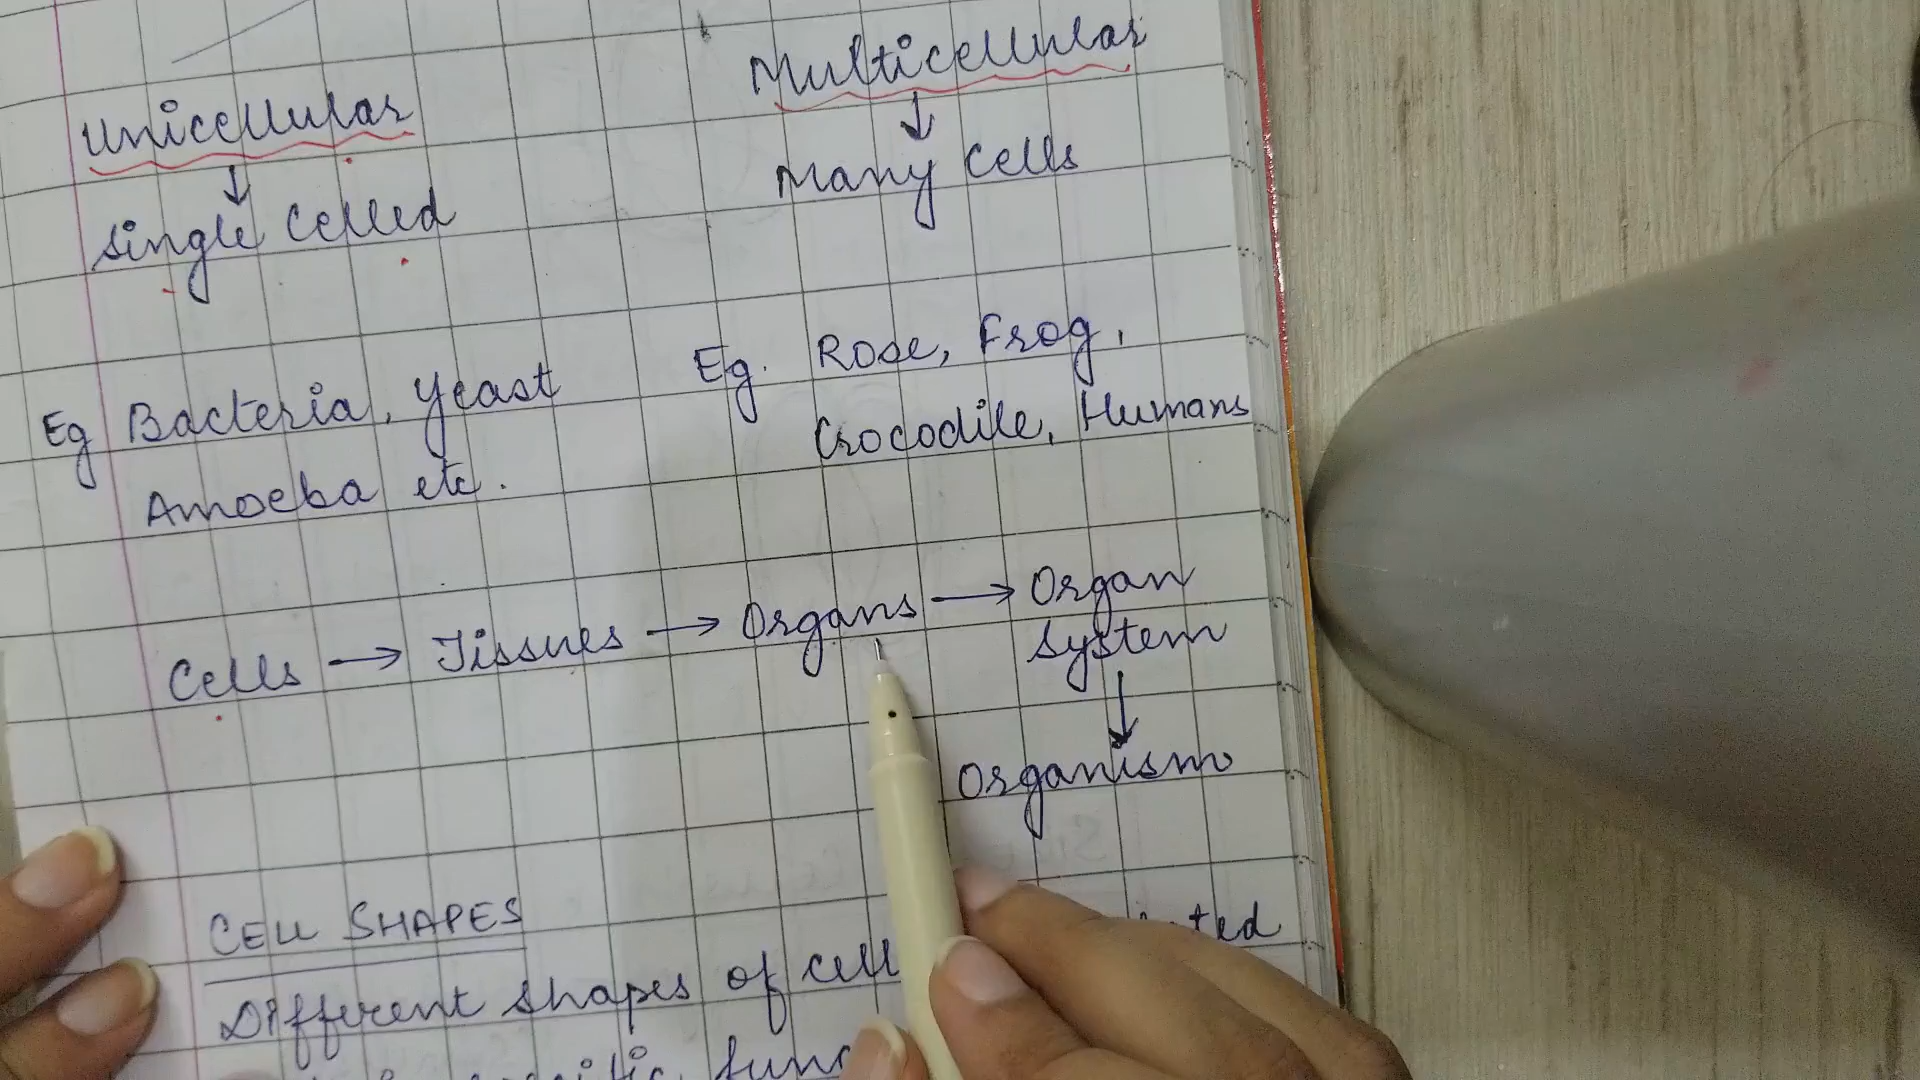 Unicellular
Single Celled
Eg Bacteria, Yeast
Amoeba etc.
Multicellular
Many Cells
Eg. Rose, Frog,
Crocodile, Humans
Cells → Tissues → Organs → Organ
System
↓
Organism
CELL SHAPES
Different shapes of cell